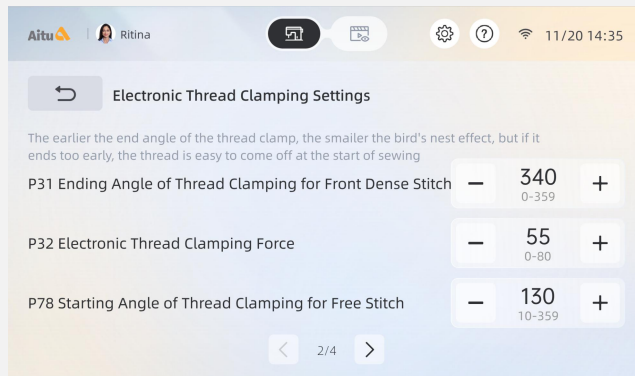 Aitu Ritina 11/20 14:35
Electronic Thread Clamping Settings
The earlier the end angle of the thread clamp, the smailer the bird's nest effect, but if it
ends too early, the thread is easy to come off at the start of sewing
P31 Ending Angle of Thread Clamping for Front Dense Stitch − 340 +
0-359
P32 Electronic Thread Clamping Force − 55 +
0-80
P78 Starting Angle of Thread Clamping for Free Stitch − 130 +
10-359
2/4